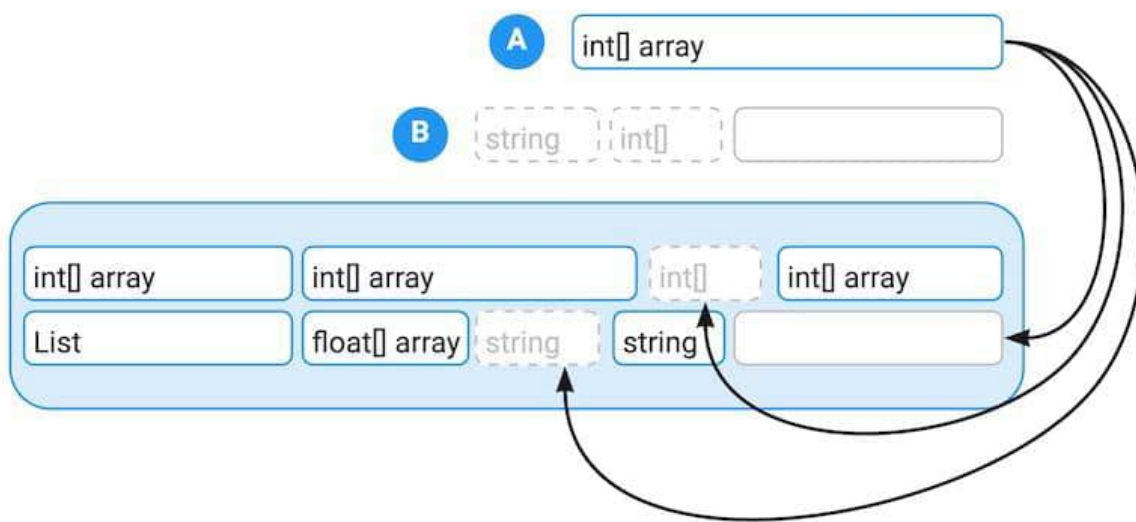 A int[] array
B string int[]
int[] array int[] array int[] int[] array
List float[] array string string